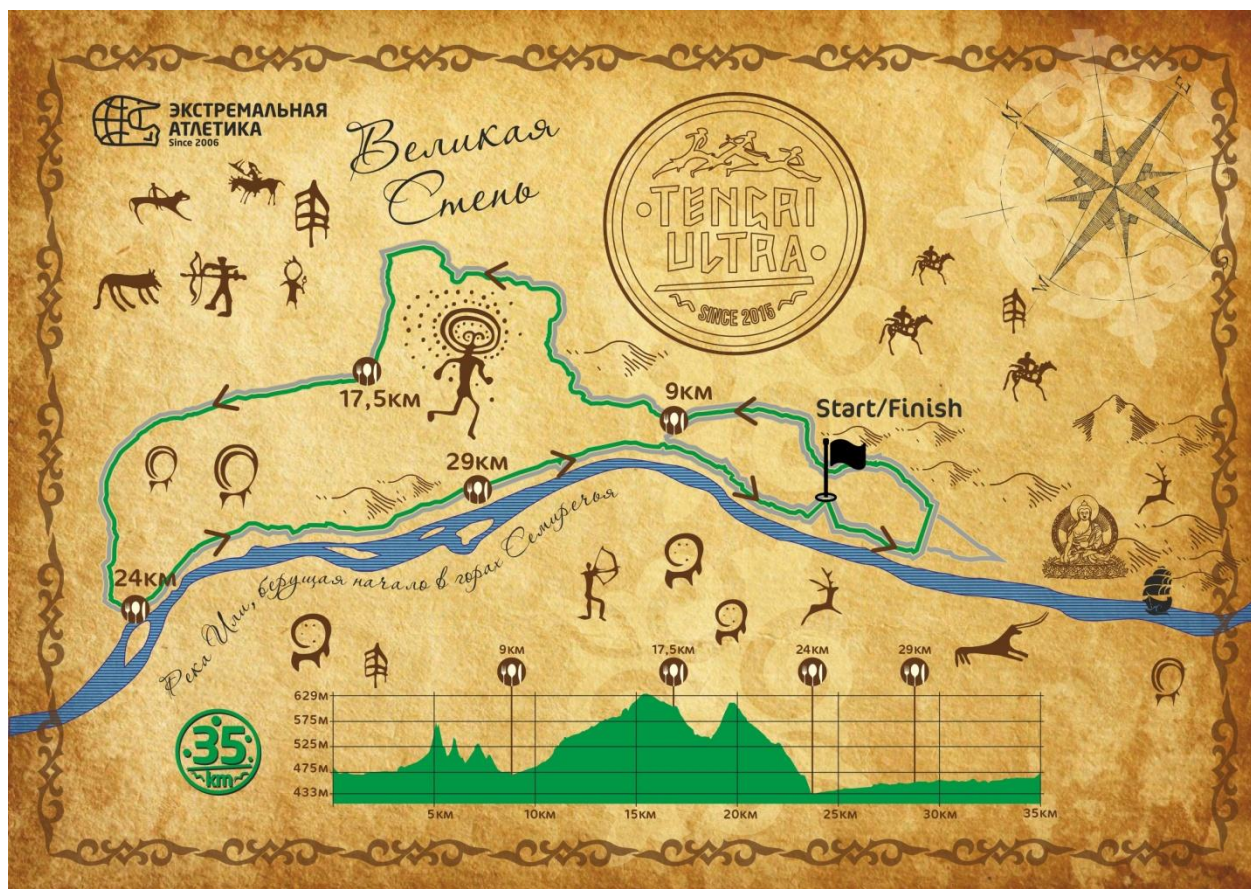 ЭКСТРЕМАЛЬНАЯ
АТЛЕТИКА
Since 2006
Великая
Степь
•TENGRI
ULTRA•
SINCE 2015
N
E
W
S
17,5км
9км
Start/Finish
29км
24км
Река Или, берущая начало в горах Семиречья
9км
17,5км
24км
29км
629м
575м
525м
475м
433м
5км
10км
15км
20км
25км
30км
35км
35
km